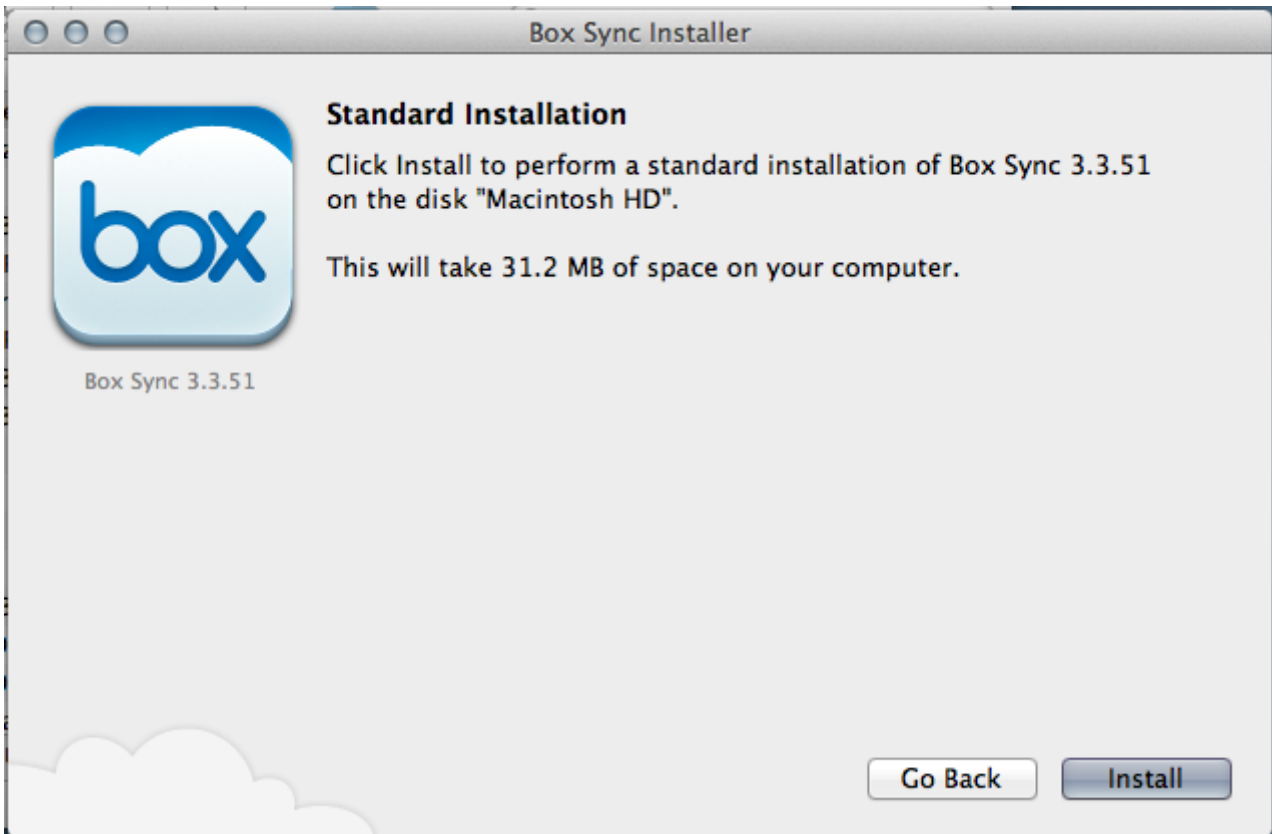 Box Sync Installer
Standard Installation
Click Install to perform a standard installation of Box Sync 3.3.51
on the disk "Macintosh HD".
This will take 31.2 MB of space on your computer.
box
Box Sync 3.3.51
Go Back
Install